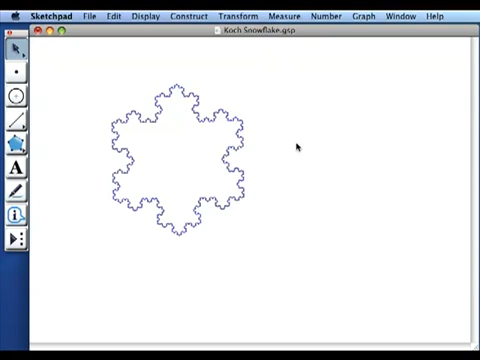 Sketchpad File Edit Display Construct Transform Measure Number Graph Window Help
Koch Snowflake.gsp
A